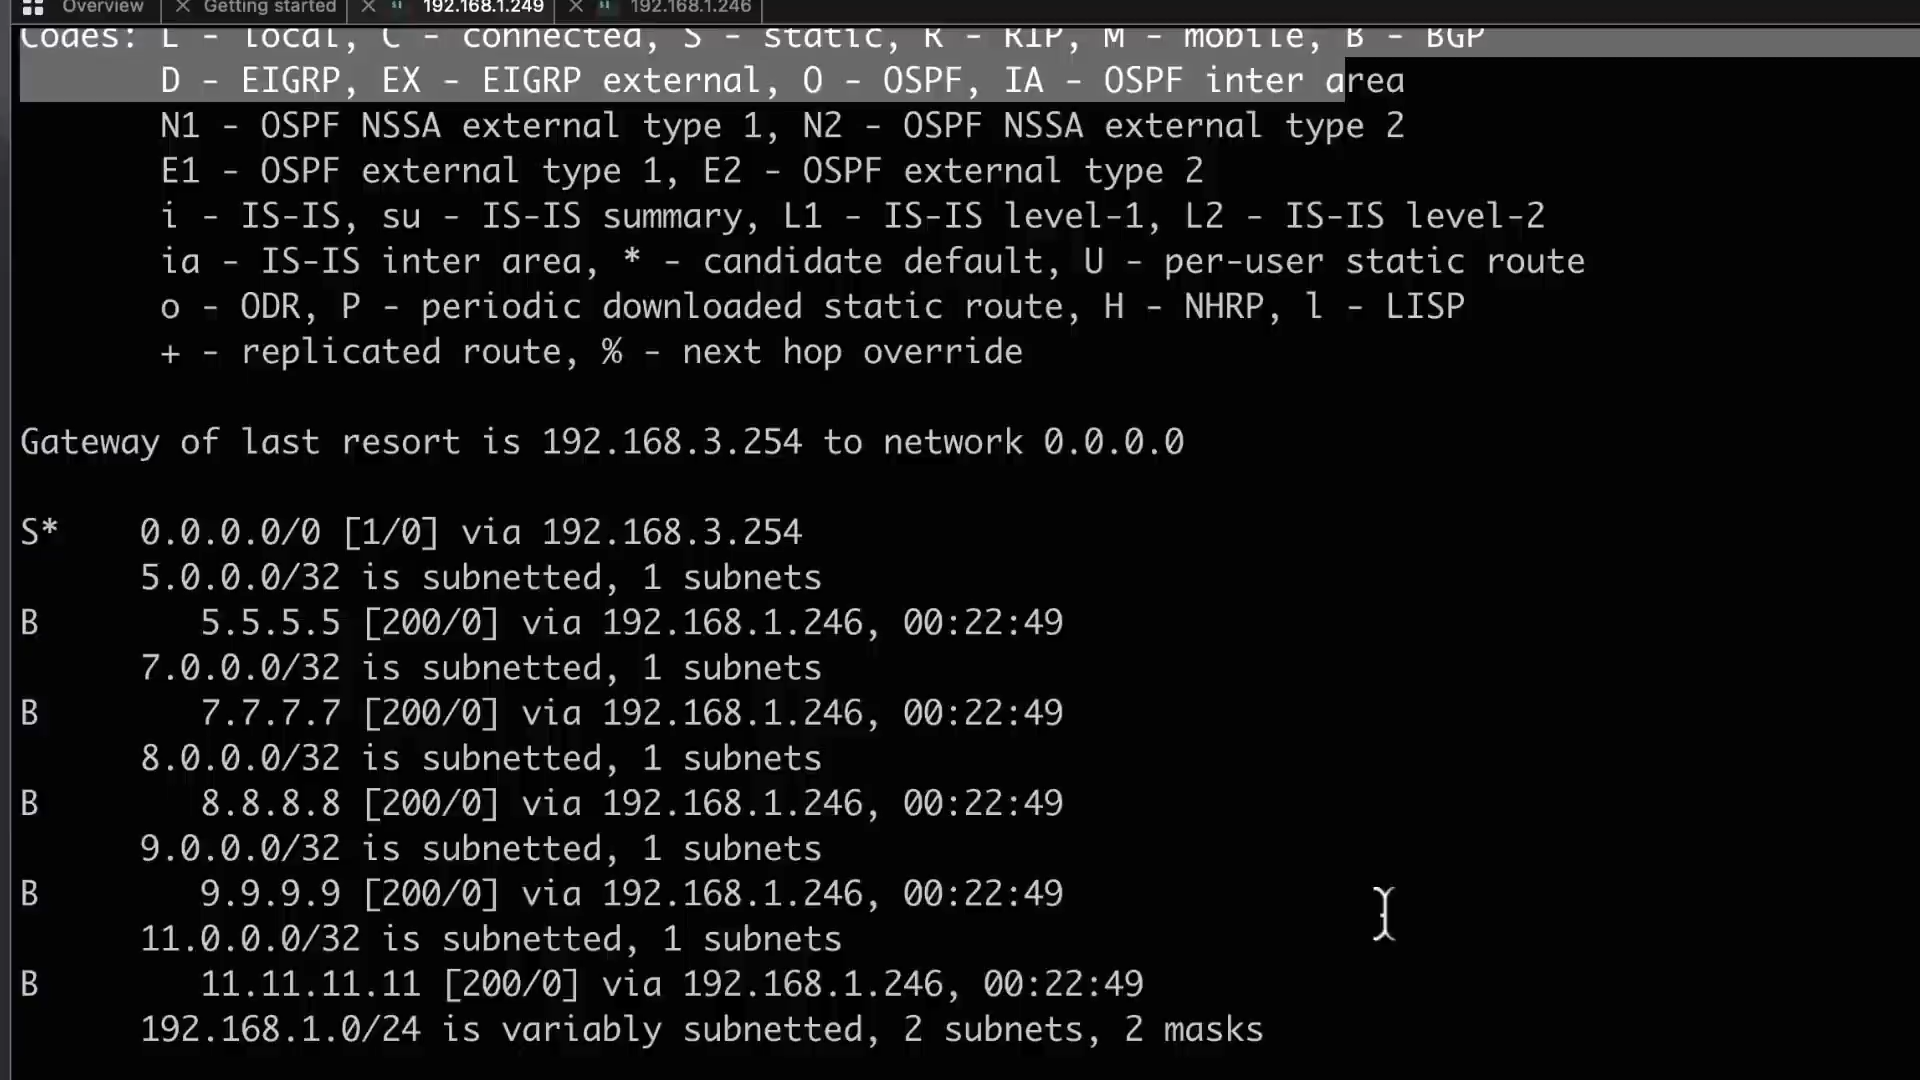 Overview Getting started 192.168.1.249 192.168.1.246
Codes: L - local, C - connected, S - static, R - RIP, M - mobile, B - BGP
D - EIGRP, EX - EIGRP external, O - OSPF, IA - OSPF inter area
N1 - OSPF NSSA external type 1, N2 - OSPF NSSA external type 2
E1 - OSPF external type 1, E2 - OSPF external type 2
i - IS-IS, su - IS-IS summary, L1 - IS-IS level-1, L2 - IS-IS level-2
ia - IS-IS inter area, * - candidate default, U - per-user static route
o - ODR, P - periodic downloaded static route, H - NHRP, l - LISP
+ - replicated route, % - next hop override
Gateway of last resort is 192.168.3.254 to network 0.0.0.0
S* 0.0.0.0/0 [1/0] via 192.168.3.254
5.0.0.0/32 is subnetted, 1 subnets
B 5.5.5.5 [200/0] via 192.168.1.246, 00:22:49
7.0.0.0/32 is subnetted, 1 subnets
B 7.7.7.7 [200/0] via 192.168.1.246, 00:22:49
8.0.0.0/32 is subnetted, 1 subnets
B 8.8.8.8 [200/0] via 192.168.1.246, 00:22:49
9.0.0.0/32 is subnetted, 1 subnets
B 9.9.9.9 [200/0] via 192.168.1.246, 00:22:49
11.0.0.0/32 is subnetted, 1 subnets
B 11.11.11.11 [200/0] via 192.168.1.246, 00:22:49
192.168.1.0/24 is variably subnetted, 2 subnets, 2 masks